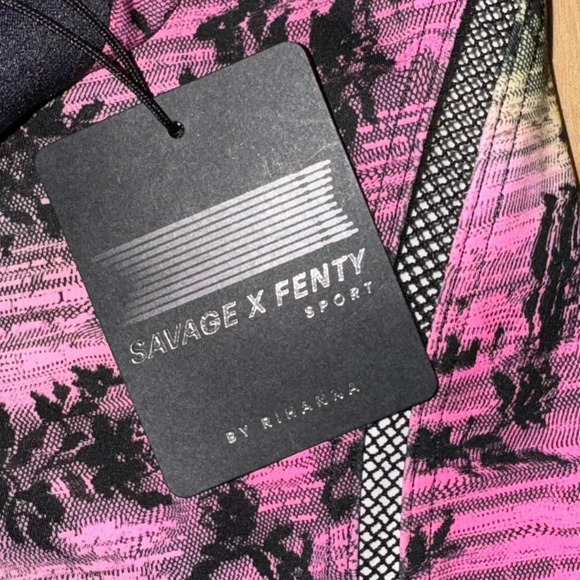 SAVAGE X FENTY
SPORT
BY RIHANNA